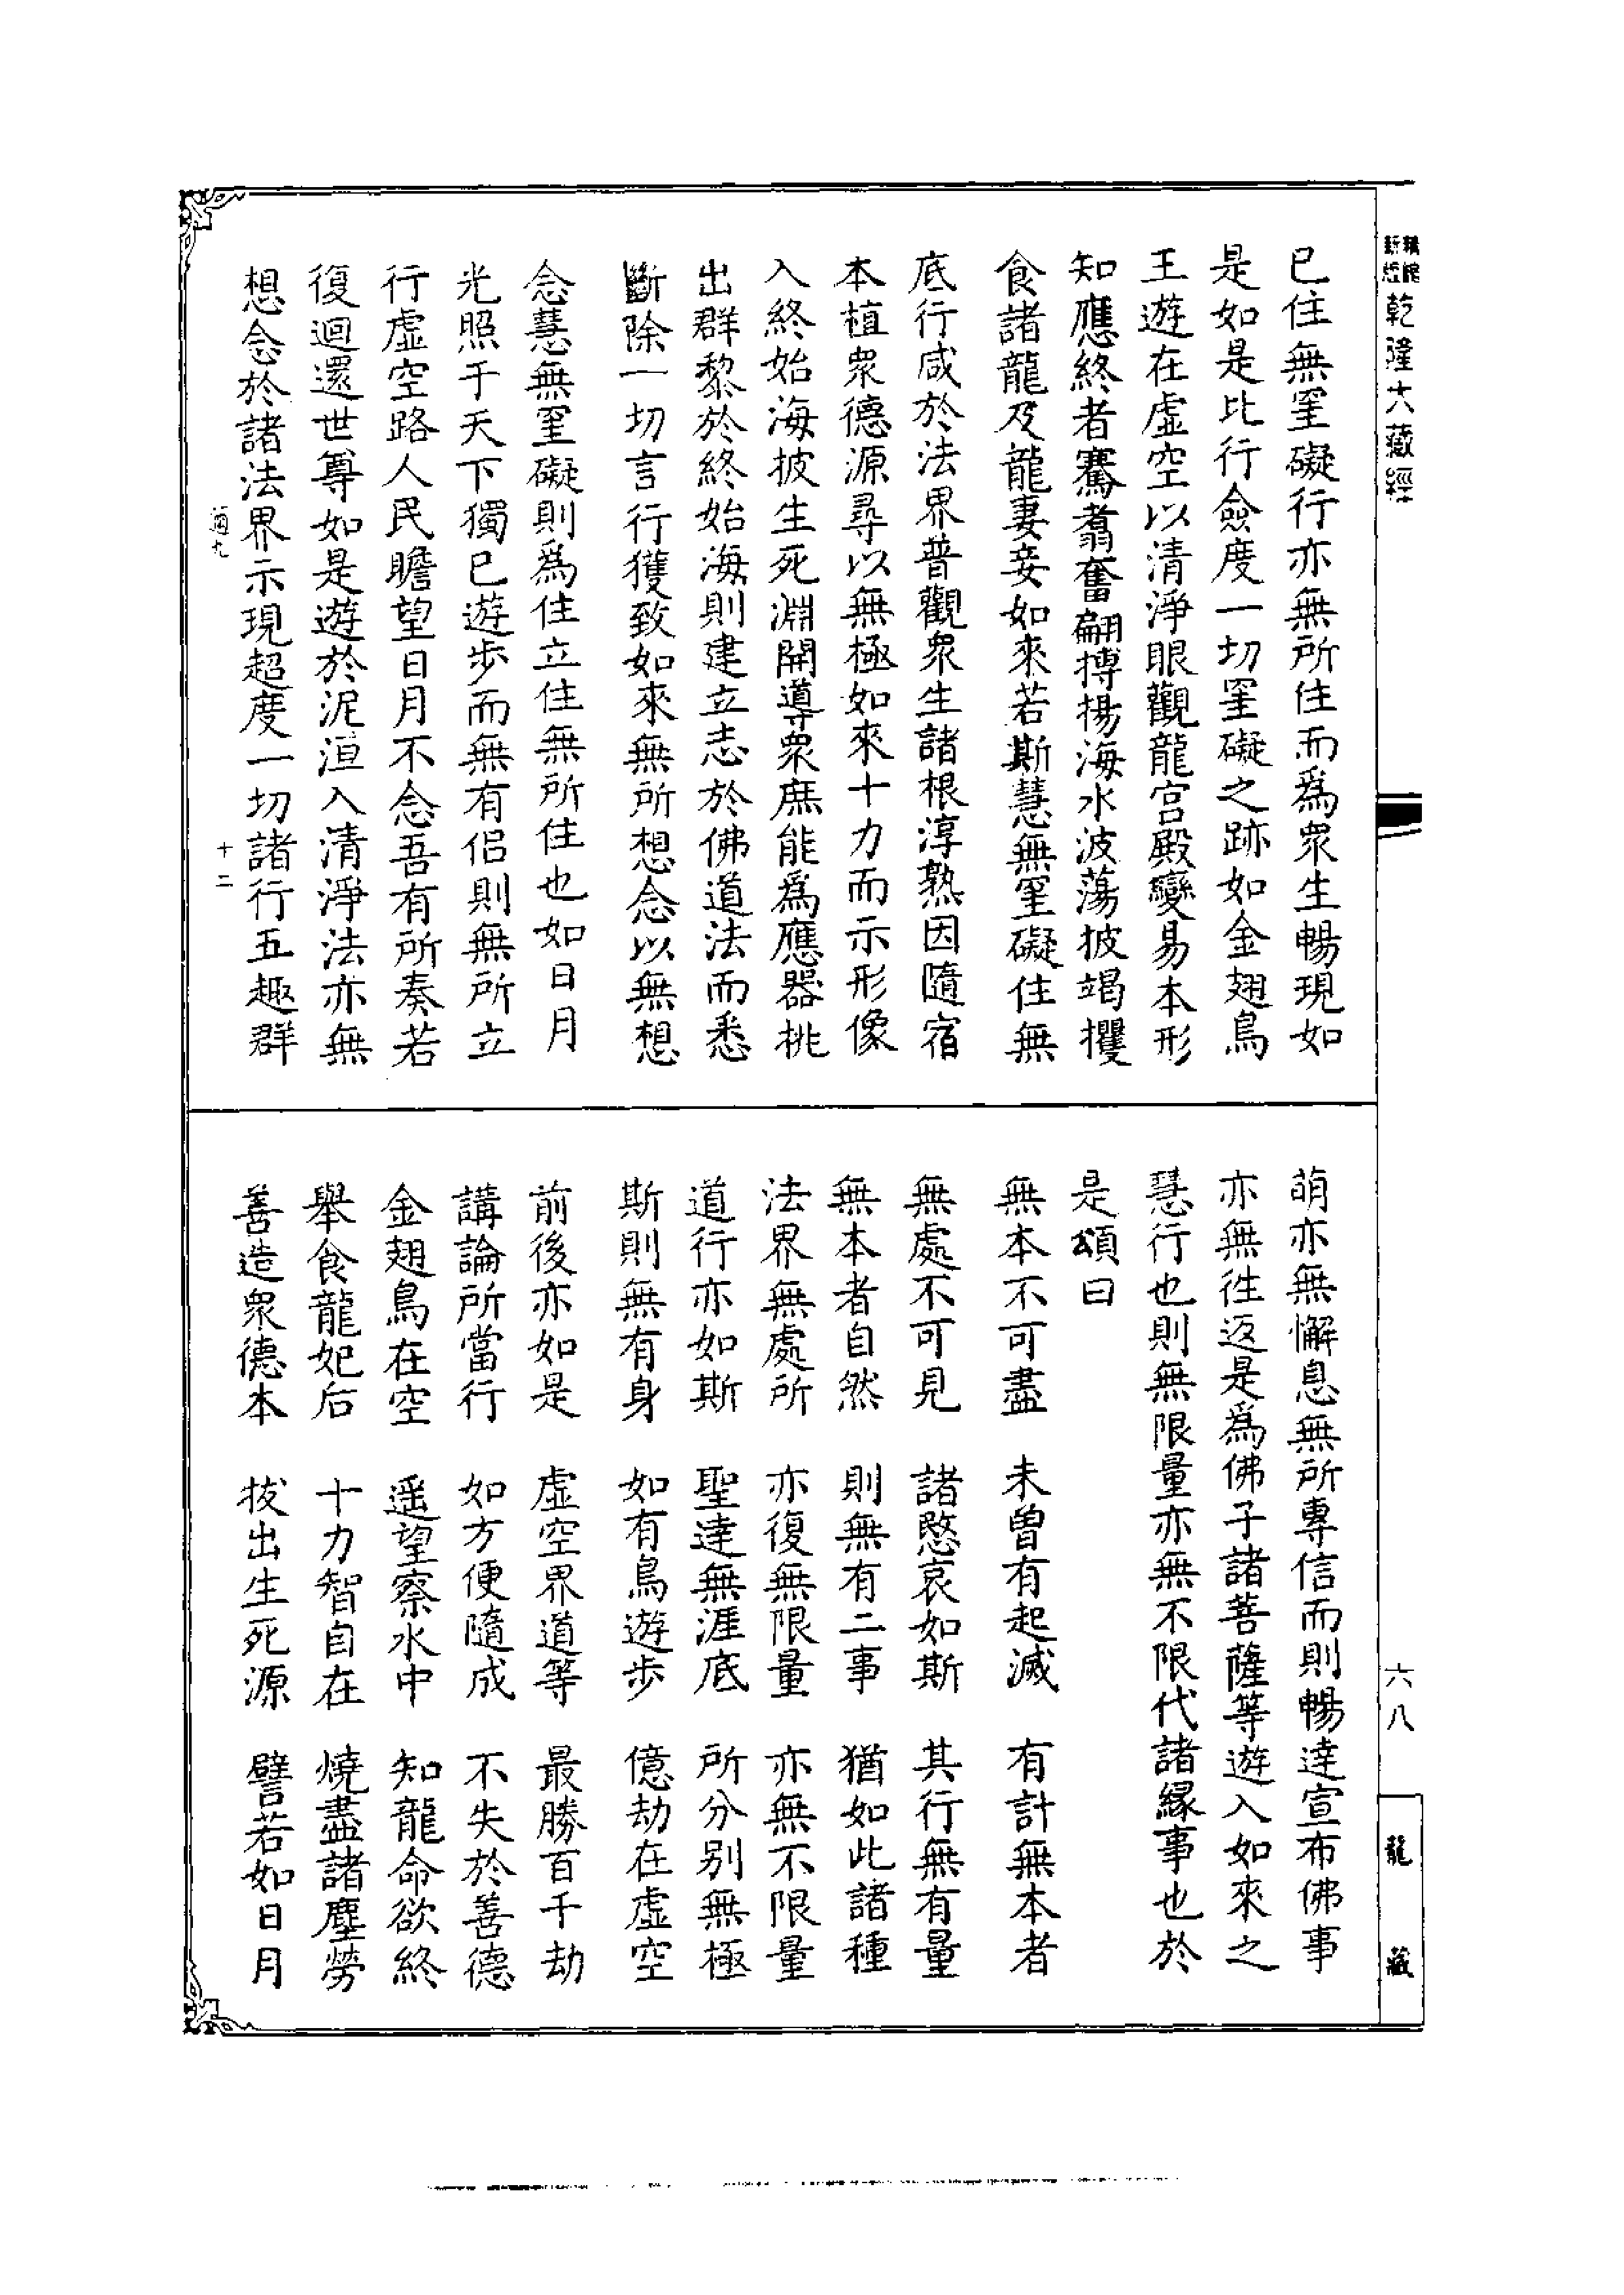 乾隆大藏經
已住無罣礙行亦無所住而爲衆生暢現如
是如是比行僉度一切罣礙之跡如金翅鳥
王遊在虛空以清淨眼觀龍宮殿變易本形
知應終者騫翥奮翮搏揚海水波蕩披竭攫
食諸龍及龍妻妾如來若斯慧無罣礙住無
底行咸於法界普觀衆生諸根淳熟因隨宿
本植衆德源尋以無極如來十力而示形像
入終始海披生死淵開導衆庶能爲應器挑
出群黎於終始海則建立志於佛道法而悉
斷除一切言行獲致如來無所想念以無想
念慧無罣礙則爲住立住無所住也如日月
光照于天下獨已遊步而無有侶則無所立
行虛空路人民瞻望日月不念吾有所奏若
復迴還世尊如是遊於泥洹入清淨法亦無
想念於諸法界示現超度一切諸行五趣群
通九
十二
萌亦無懈息無所專信而則暢達宣布佛事
亦無往返是爲佛子諸菩薩等遊入如來之
慧行也則無限量亦無不限代諸緣事也於
是頌曰
無本不可盡　未曾有起滅　有計無本者
無處不可見　諸愍哀如斯　其行無有量
無本者自然　則無有二事　猶如此諸種
法界無處所　亦復無限量　亦無不限量
道行亦如斯　聖達無涯底　所分別無極
斯則無有身　如有鳥遊步　億劫在虛空
前後亦如是　虛空界道等　最勝百千劫
講論所當行　如方便隨成　不失於善德
金翅鳥在空　遥望察水中　知龍命欲終
舉食龍妃后　十力智自在　燒盡諸塵勞
善造衆德本　拔出生死源　譬若如日月
六八
龍藏